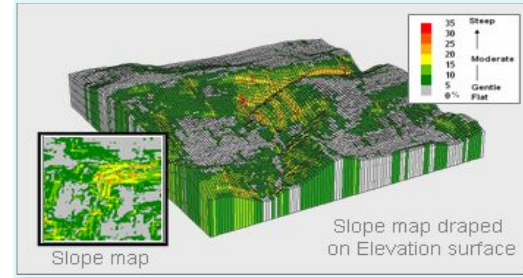 35 Steep
30
25
20
15 Moderate
10
5 Gentle
0% Flat
Slope map
Slope map draped
on Elevation surface